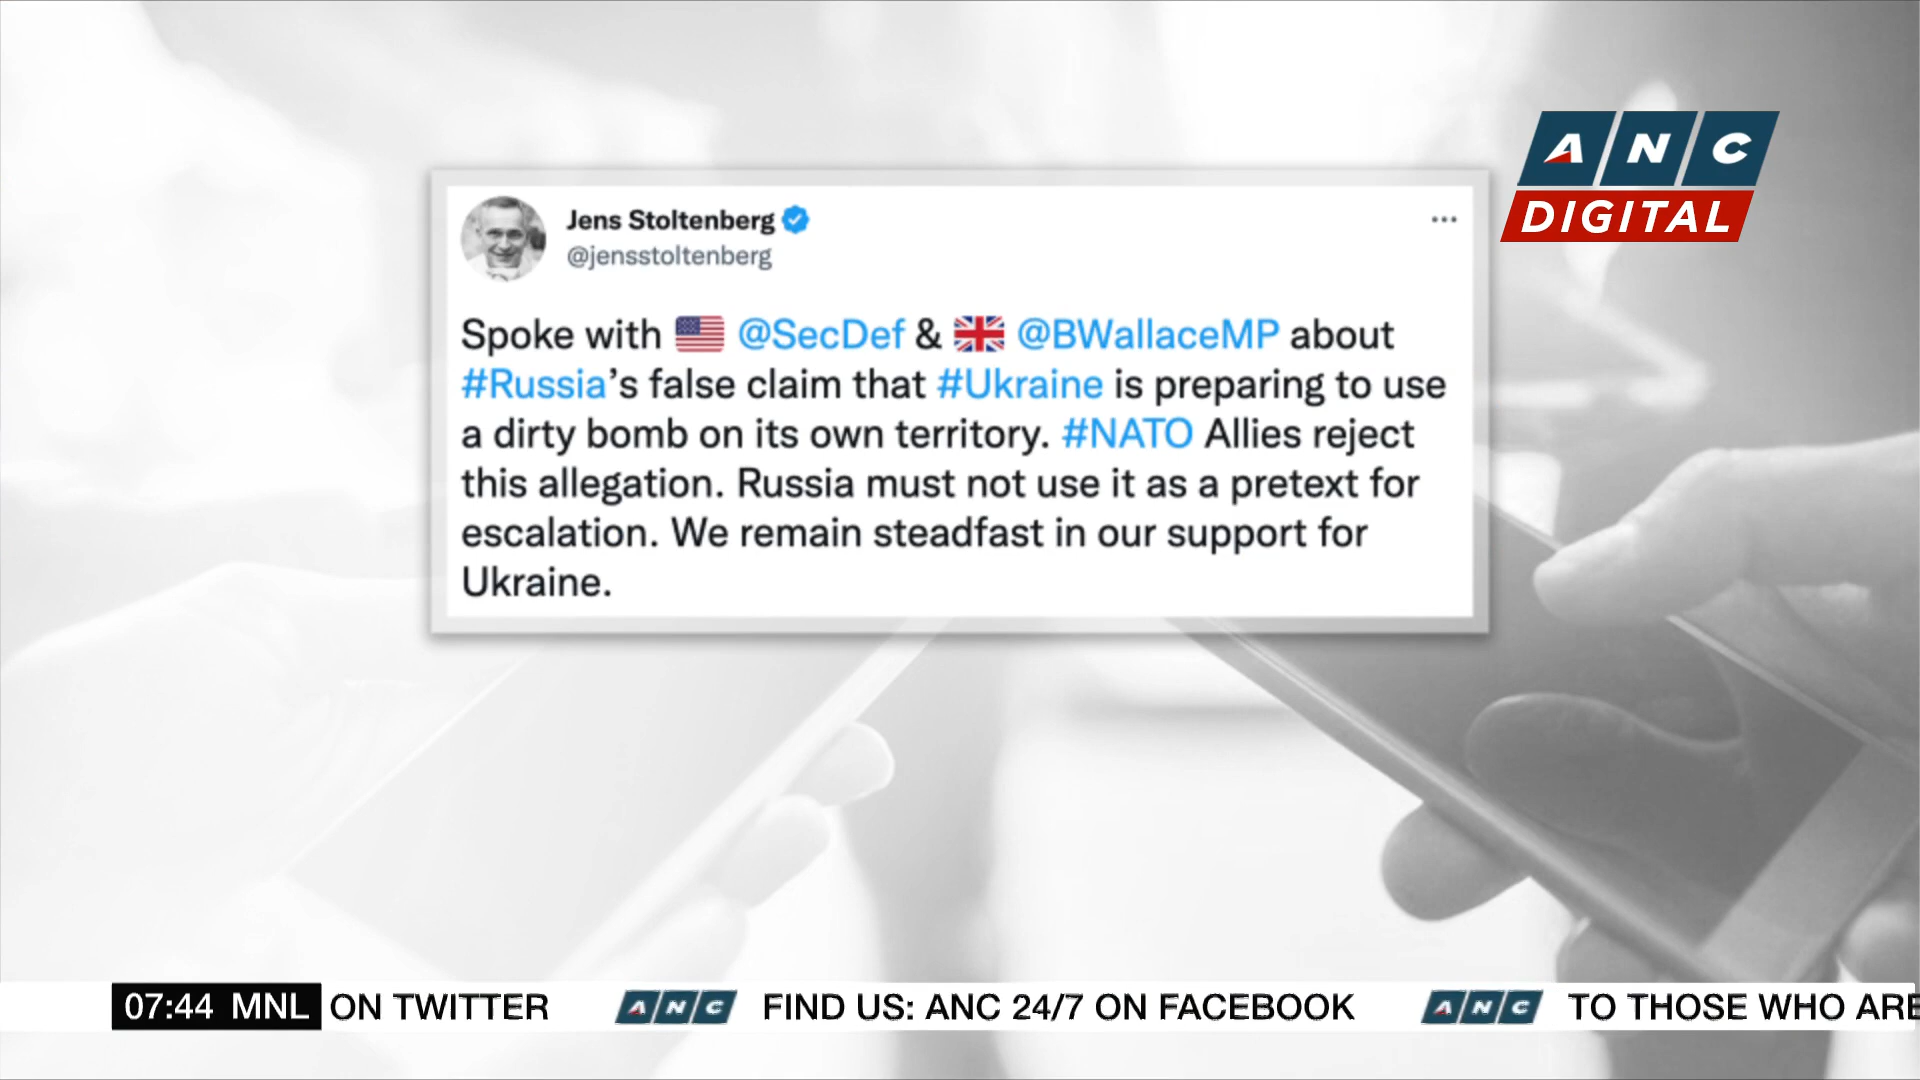 ANC
DIGITAL
Jens Stoltenberg
@jensstoltenberg
Spoke with 🇺🇸 @SecDef & 🇬🇧 @BWallaceMP about
#Russia’s false claim that #Ukraine is preparing to use
a dirty bomb on its own territory. #NATO Allies reject
this allegation. Russia must not use it as a pretext for
escalation. We remain steadfast in our support for
Ukraine.
07:44 MNL ON TWITTER ANC FIND US: ANC 24/7 ON FACEBOOK ANC TO THOSE WHO ARE